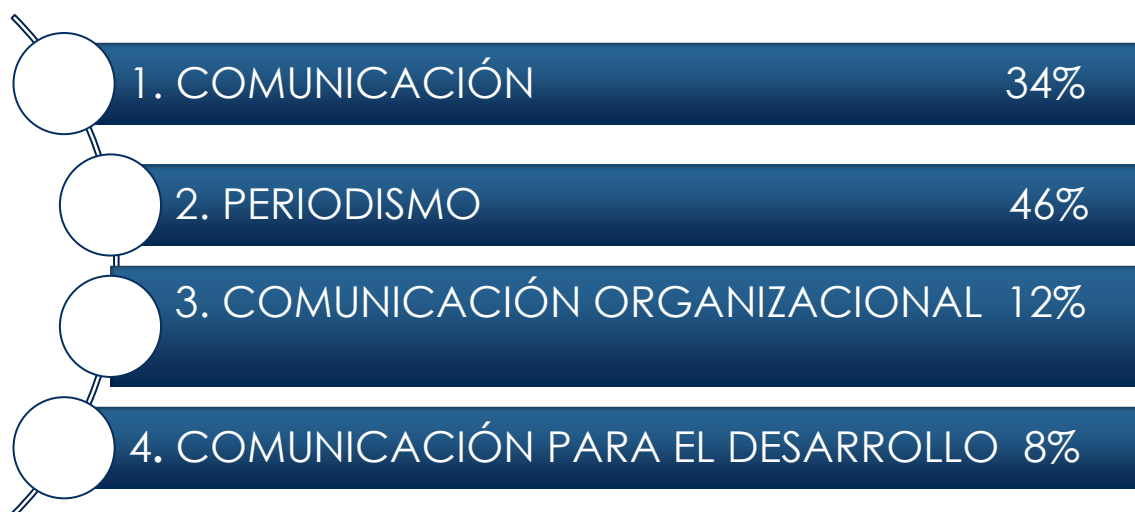 1. COMUNICACIÓN 34%
2. PERIODISMO 46%
3. COMUNICACIÓN ORGANIZACIONAL 12%
4. COMUNICACIÓN PARA EL DESARROLLO 8%